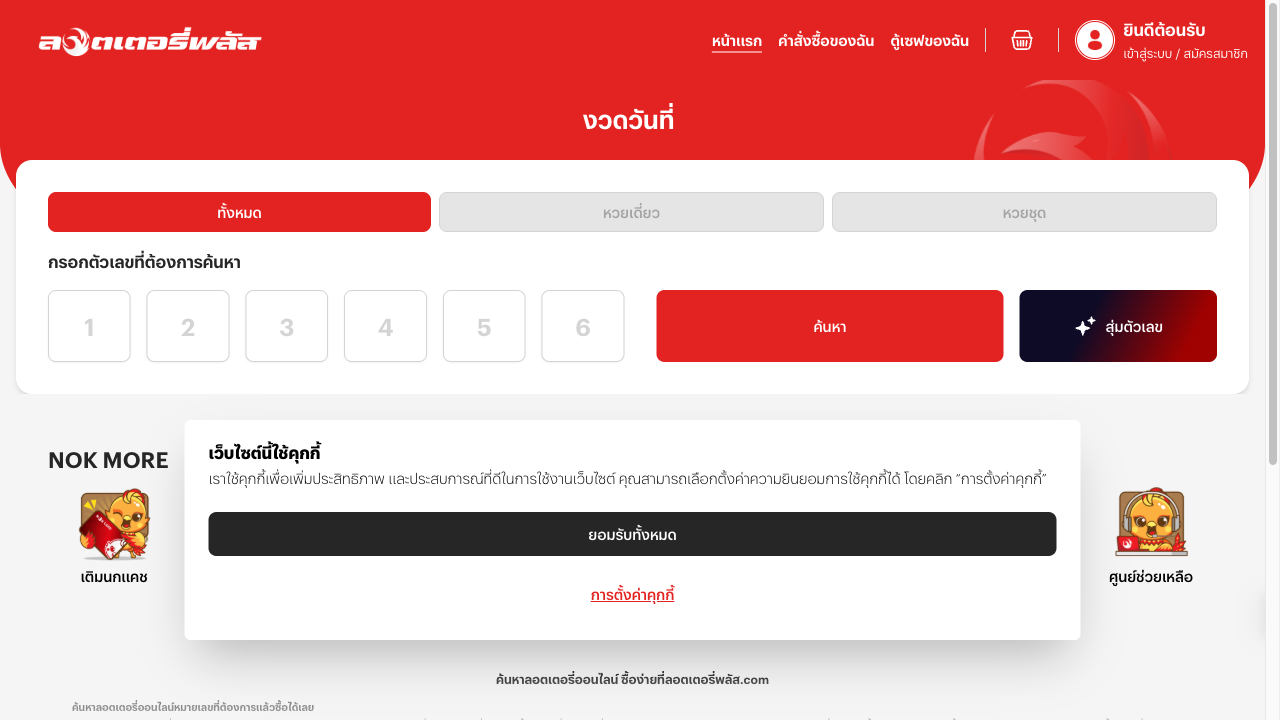 ลอตเตอรี่พลัส
หน้าแรก คำสั่งซื้อของฉัน ตู้เซฟของฉัน
ยินดีต้อนรับ
เข้าสู่ระบบ / สมัครสมาชิก
งวดวันที่
ทั้งหมด หวยเดี่ยว หวยชุด
กรอกตัวเลขที่ต้องการค้นหา
1 2 3 4 5 6 ค้นหา สุ่มตัวเลข
NOK MORE
เว็บไซต์นี้ใช้คุกกี้
เราใช้คุกกี้เพื่อเพิ่มประสิทธิภาพ และประสบการณ์ที่ดีในการใช้งานเว็บไซต์ คุณสามารถเลือกตั้งค่าความยินยอมการใช้คุกกี้ได้ โดยคลิก “การตั้งค่าคุกกี้”
ยอมรับทั้งหมด
เติมนกแคช
ศูนย์ช่วยเหลือ
การตั้งค่าคุกกี้
ค้นหาลอตเตอรี่ออนไลน์ ซื้อง่ายที่ลอตเตอรี่พลัส.com
ค้นหาลอตเตอรี่ออนไลน์หมายเลขที่ต้องการแล้วซื้อได้เลย